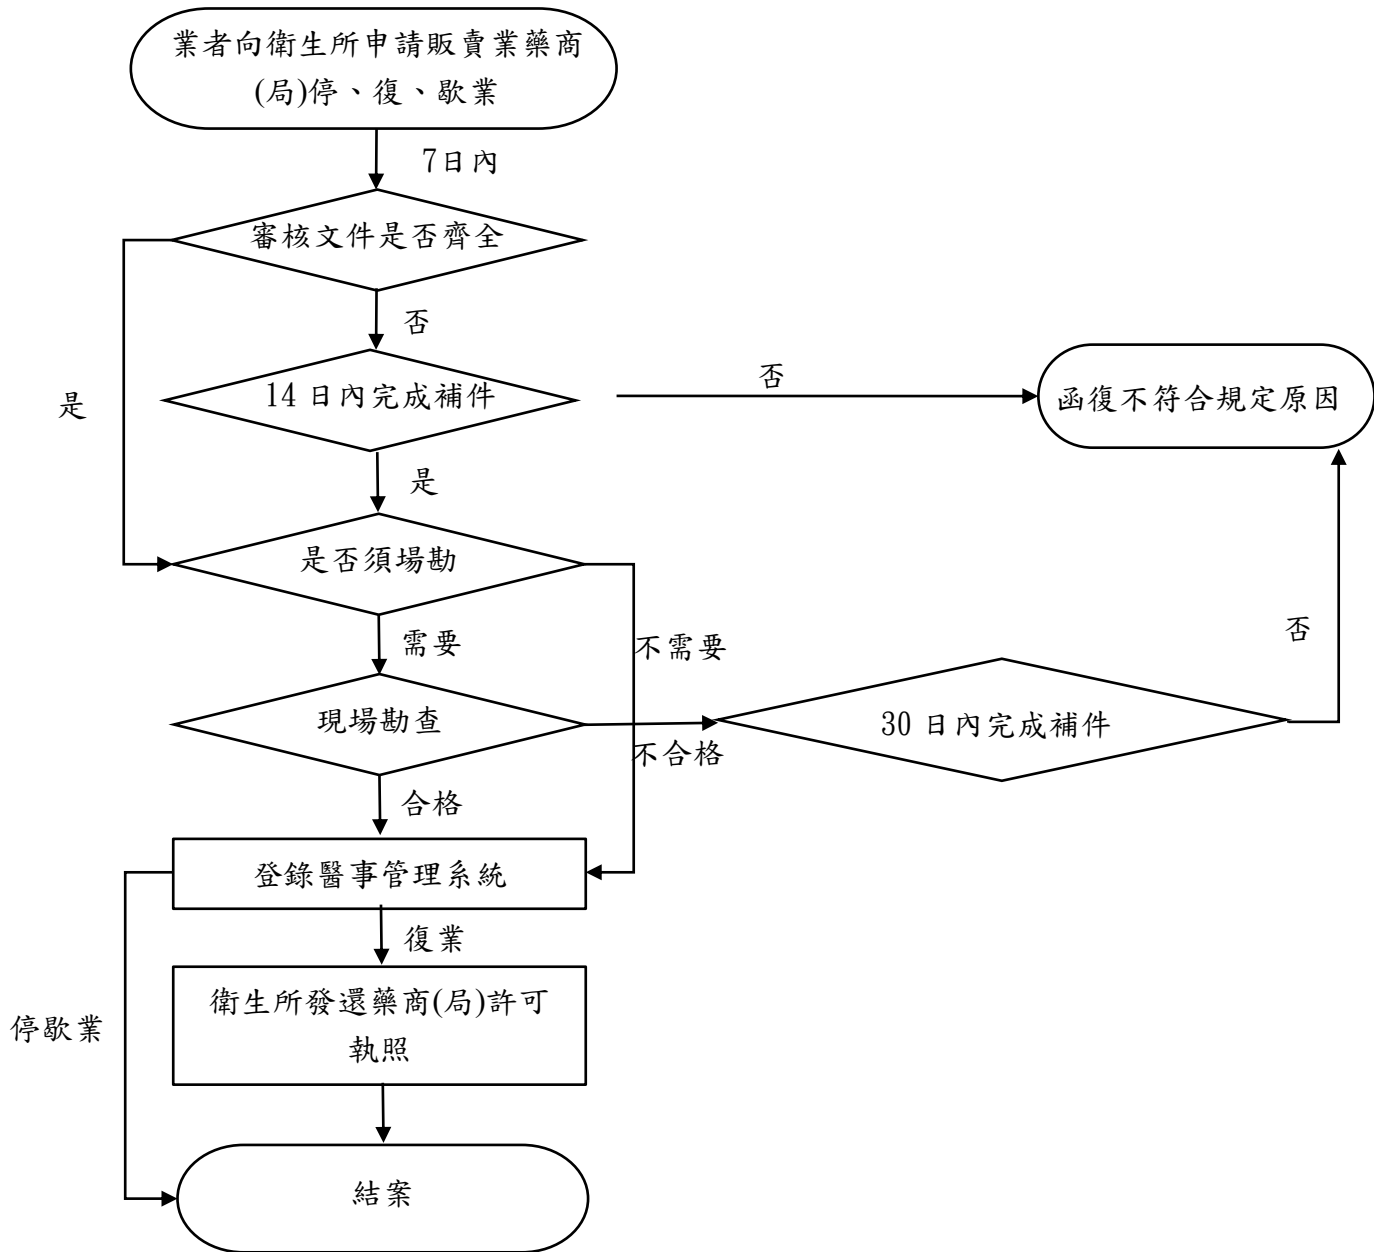 業者向衛生所申請販賣業藥商
(局)停、復、歇業
7日內
審核文件是否齊全
否
14 日內完成補件
否
函復不符合規定原因
是
是
是否須場勘
需要
不需要
否
現場勘查
不合格
30 日內完成補件
合格
登錄醫事管理系統
復業
衛生所發還藥商(局)許可
執照
停歇業
結案